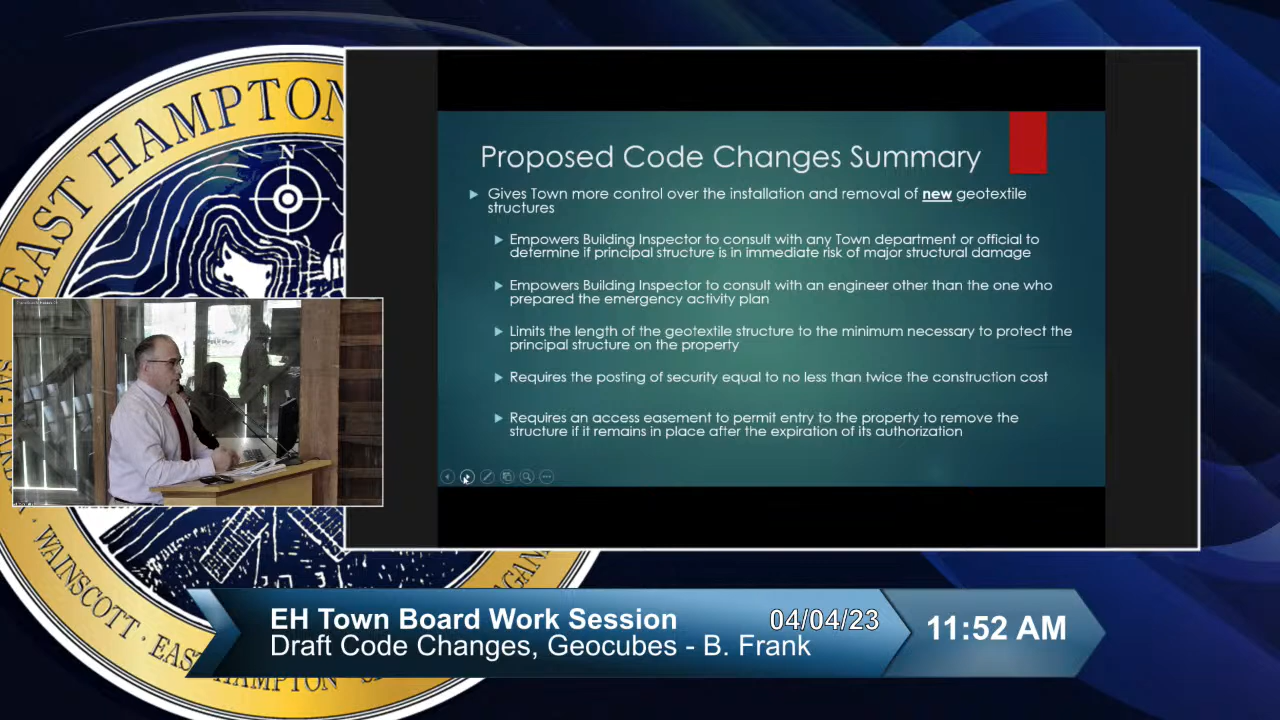 EAST HAMPTON
N
Proposed Code Changes Summary
Gives Town more control over the installation and removal of new geotextile
structures
Empowers Building Inspector to consult with any Town department or official to
determine if principal structure is in immediate risk of major structural damage
Empowers Building Inspector to consult with an engineer other than the one who
prepared the emergency activity plan
Limits the length of the geotextile structure to the minimum necessary to protect the
principal structure on the property
Requires the posting of security equal to no less than twice the construction cost
Requires an access easement to permit entry to the property to remove the
structure if it remains in place after the expiration of its authorization
SAG HA
· WAINSCOTT · EAS
HAMPTON ·
AGAN
EH Town Board Work Session
04/04/23
Draft Code Changes, Geocubes - B. Frank
11:52 AM